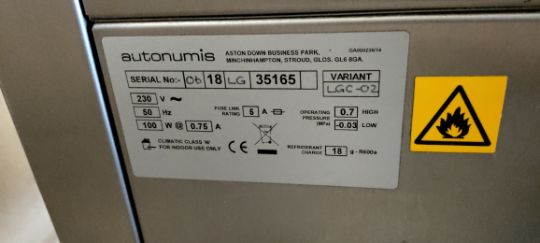 autonumis
ASTON DOWN BUSINESS PARK,
MINCHINHAMPTON, STROUD, GLOS. GL6 8GA.
SERIAL No:- Ob 18 LG 35165
VARIANT
LGC-02
230 V ~
50 Hz
100 W @ 0.75 A
FUSE LINK
RATING 5 A
OPERATING
PRESSURE
(MPa)
0.7 HIGH
-0.03 LOW
CLIMATIC CLASS 'N'
FOR INDOOR USE ONLY
CE
REFRIGERANT
CHARGE 18 g - R600a